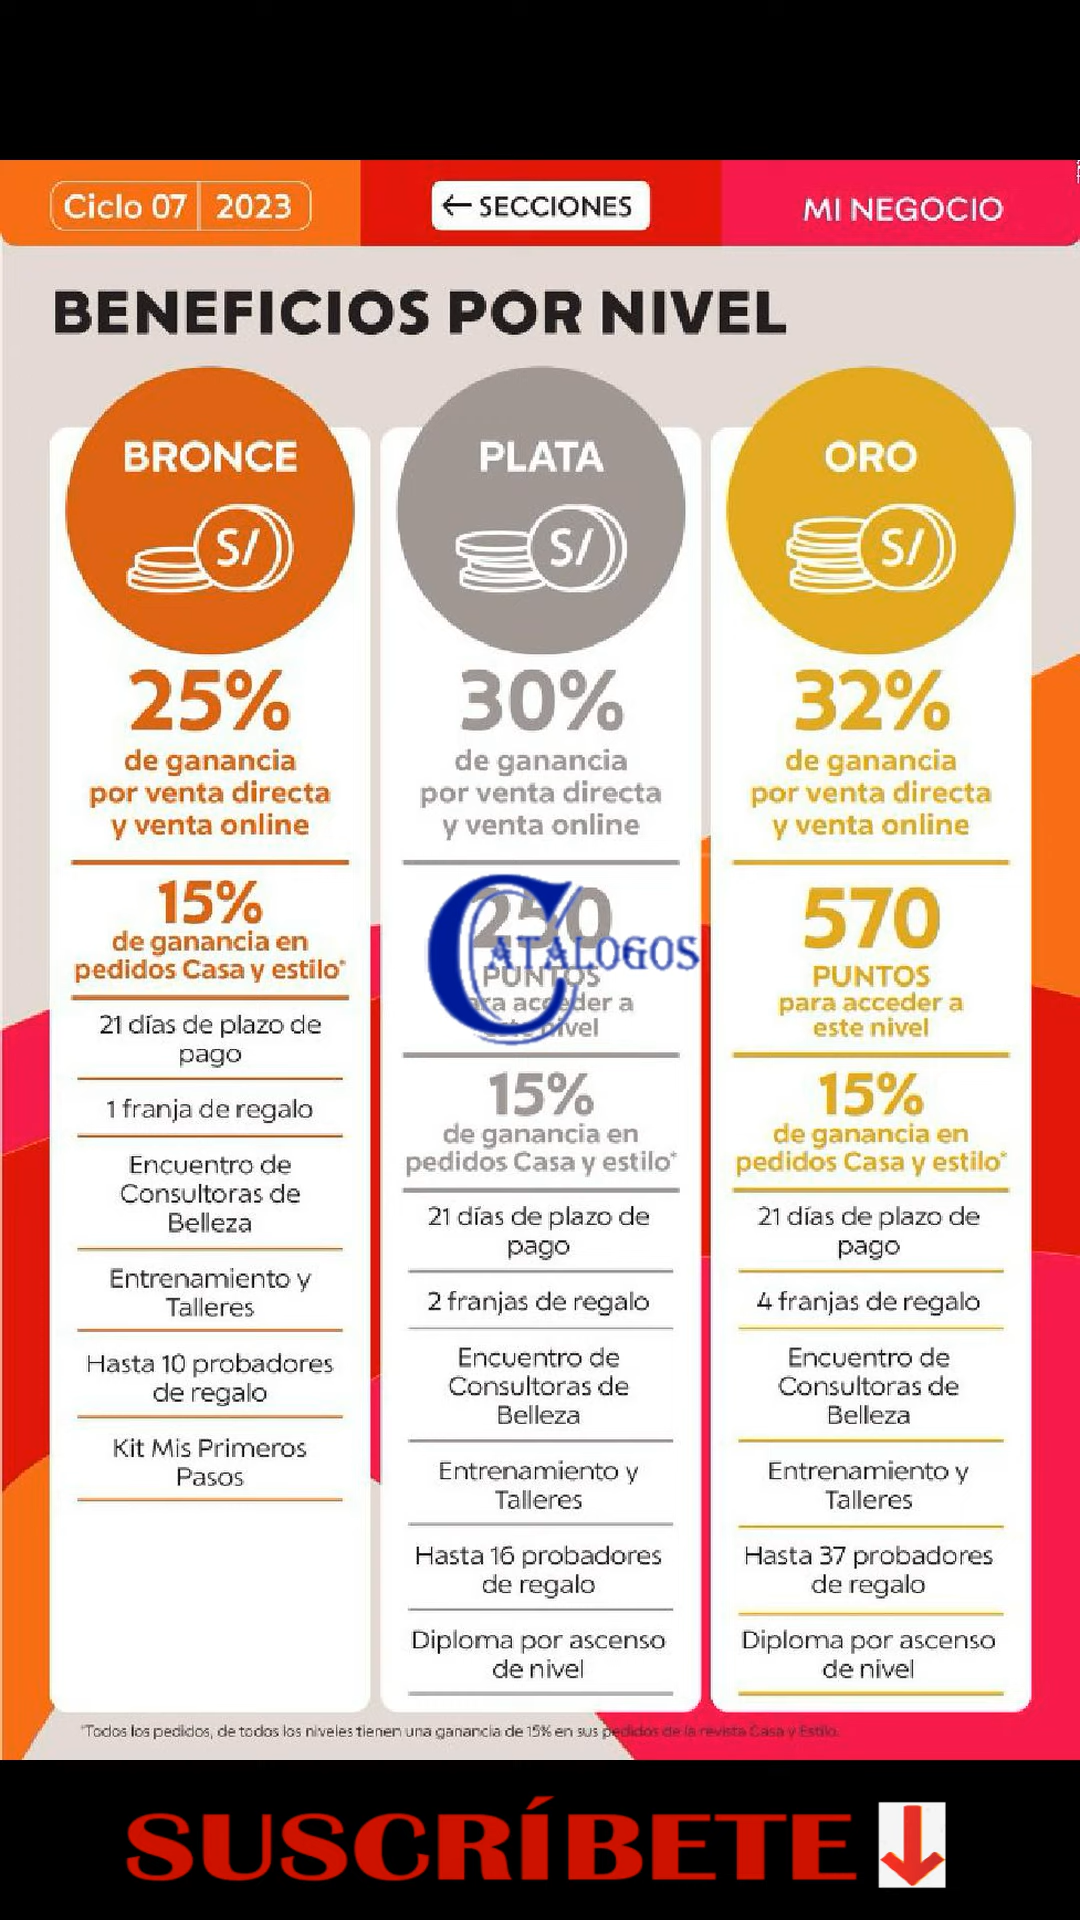 Ciclo 07 2023
← SECCIONES
MI NEGOCIO
BENEFICIOS POR NIVEL
BRONCE
S/
25%
de ganancia
por venta directa
y venta online
15%
de ganancia en
pedidos Casa y estilo*
21 días de plazo de
pago
1 franja de regalo
Encuentro de
Consultoras de
Belleza
Entrenamiento y
Talleres
Hasta 10 probadores
de regalo
Kit Mis Primeros
Pasos
PLATA
S/
30%
de ganancia
por venta directa
y venta online
250
PUNTOS
para acceder a
este nivel
CATALOGOS
15%
de ganancia en
pedidos Casa y estilo*
21 días de plazo de
pago
2 franjas de regalo
Encuentro de
Consultoras de
Belleza
Entrenamiento y
Talleres
Hasta 16 probadores
de regalo
Diploma por ascenso
de nivel
ORO
S/
32%
de ganancia
por venta directa
y venta online
570
PUNTOS
para acceder a
este nivel
15%
de ganancia en
pedidos Casa y estilo*
21 días de plazo de
pago
4 franjas de regalo
Encuentro de
Consultoras de
Belleza
Entrenamiento y
Talleres
Hasta 37 probadores
de regalo
Diploma por ascenso
de nivel
*Todos los pedidos, de todos los niveles tienen una ganancia de 15% en sus pedidos de la revista Casa y Estilo.
SUSCRÍBETE